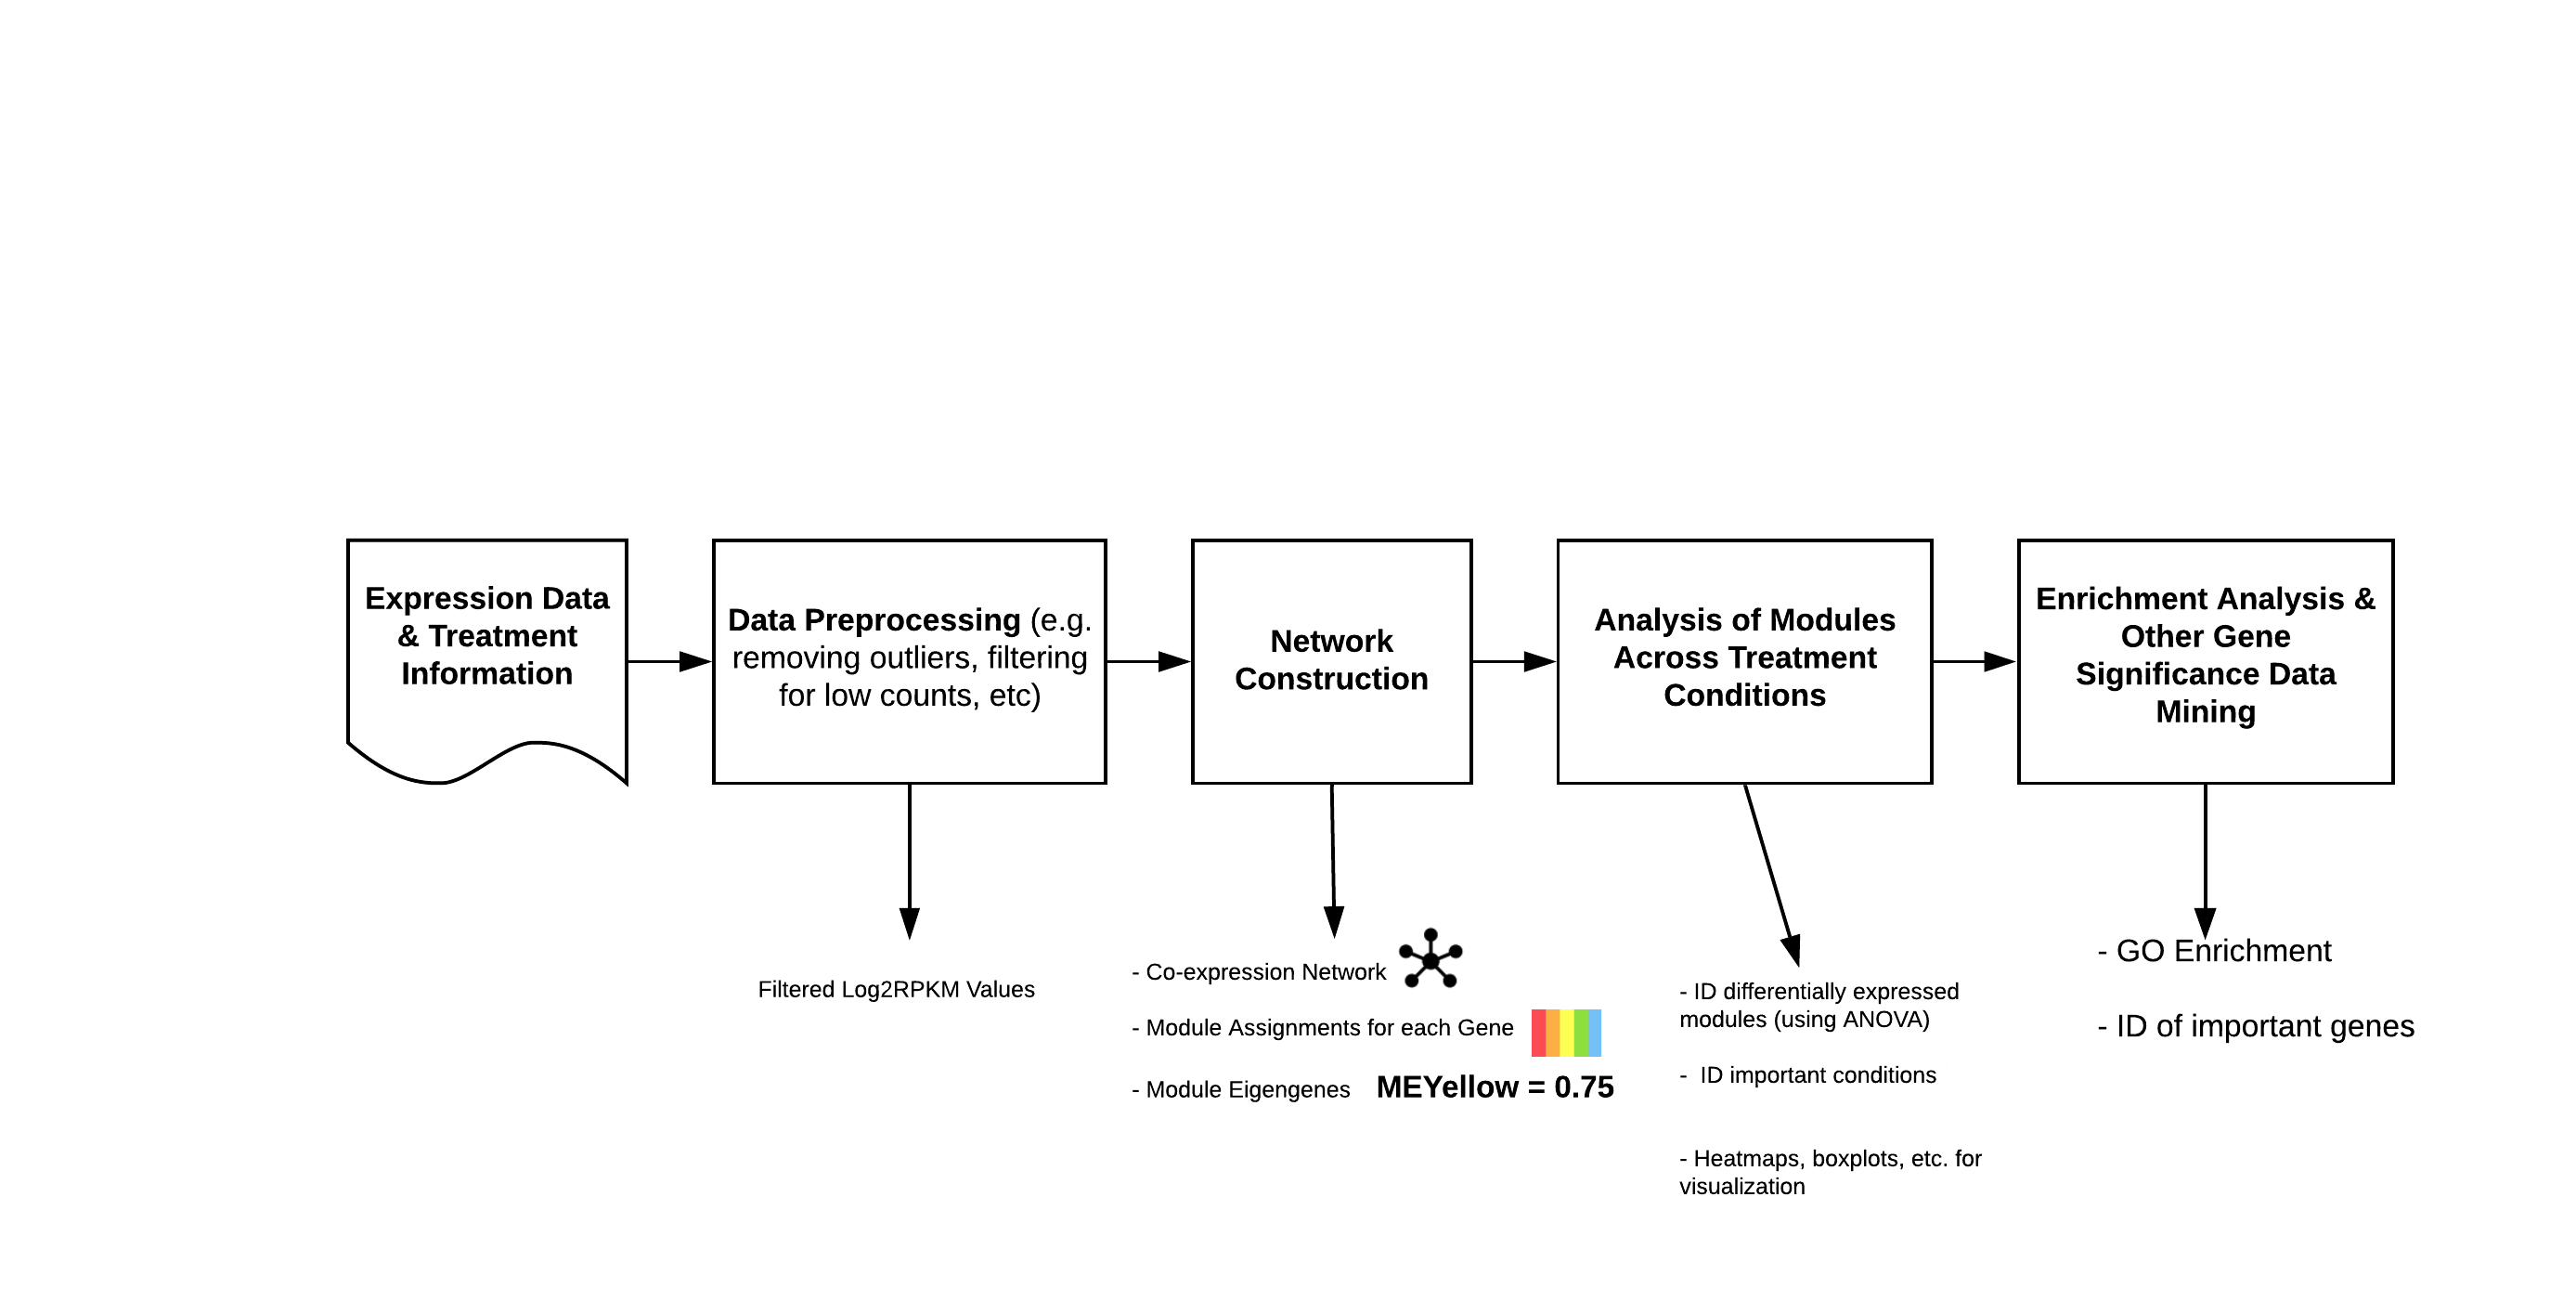 Expression Data
& Treatment
Information
Data Preprocessing (e.g.
removing outliers, filtering
for low counts, etc)
Network
Construction
Analysis of Modules
Across Treatment
Conditions
Enrichment Analysis &
Other Gene
Significance Data
Mining
Filtered Log2RPKM Values
- Co-expression Network
- Module Assignments for each Gene
- Module Eigengenes MEYellow = 0.75
- ID differentially expressed
modules (using ANOVA)
- ID important conditions
- Heatmaps, boxplots, etc. for
visualization
- GO Enrichment
- ID of important genes